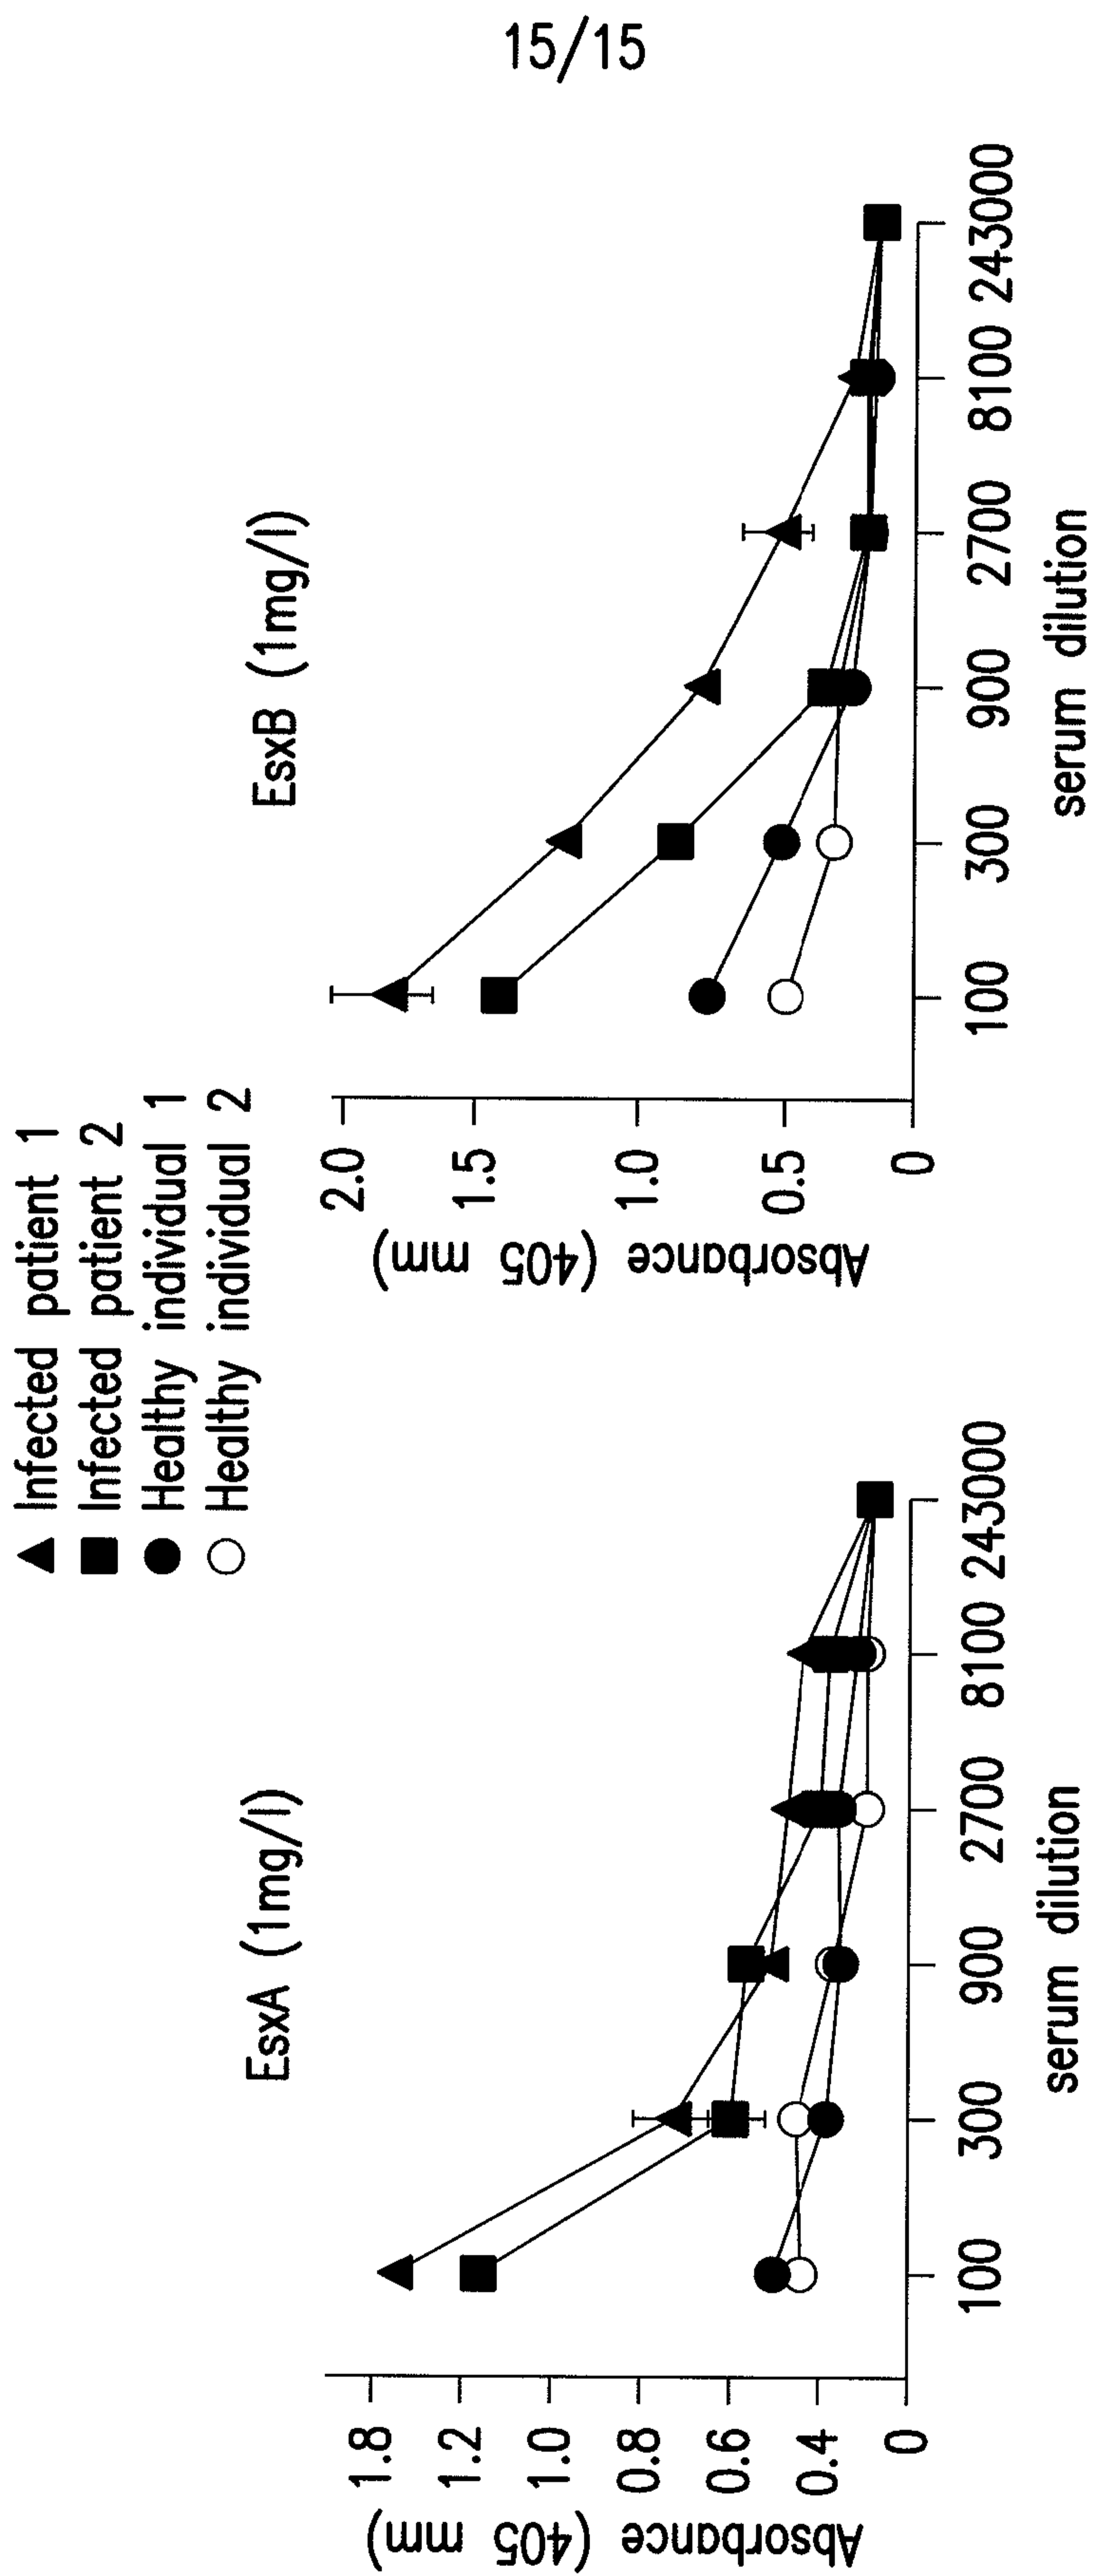 15/15
▲ Infected patient 1
■ Infected patient 2
● Healthy individual 1
○ Healthy individual 2
EsxA (1mg/l)
Absorbance (405 mm)
1.8
1.2
1.0
0.8
0.6
0.4
0
100 300 900 2700 8100 243000
serum dilution
EsxB (1mg/l)
Absorbance (405 mm)
2.0
1.5
1.0
0.5
0
100 300 900 2700 8100 243000
serum dilution